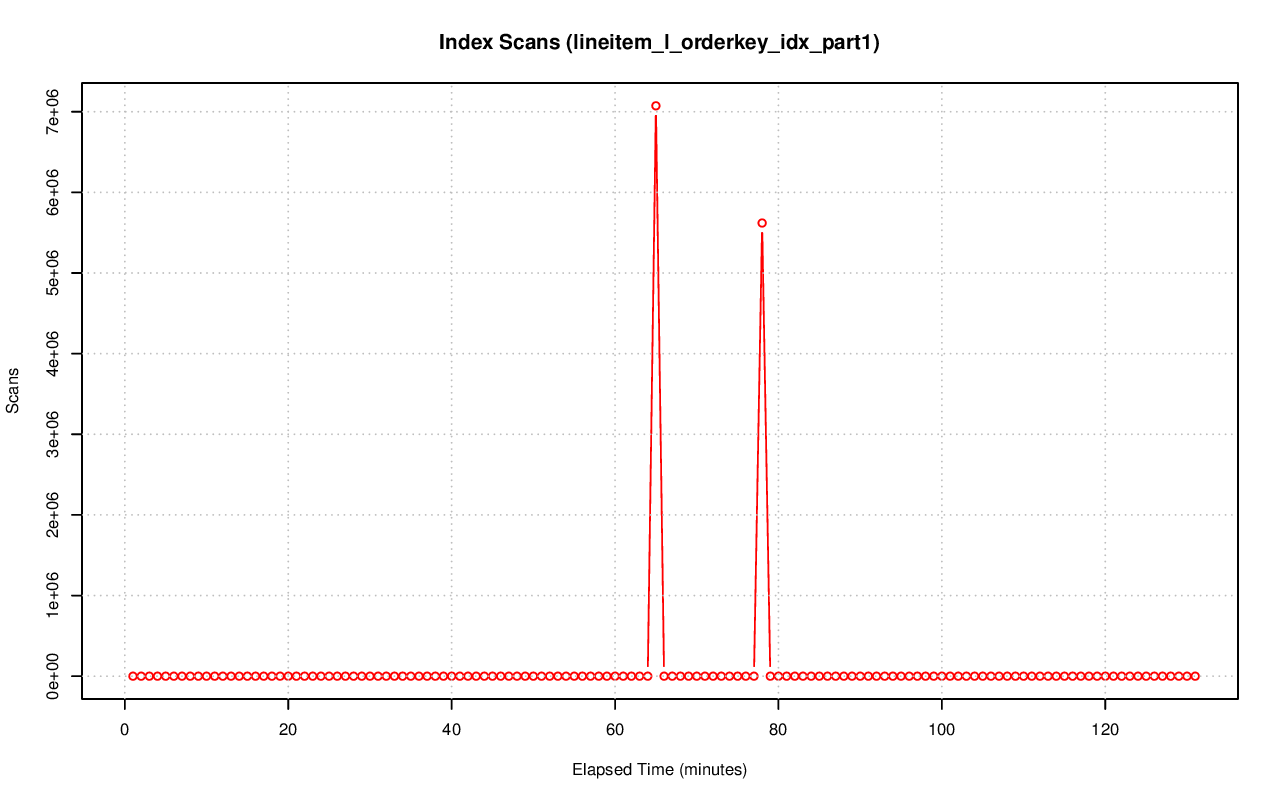 Index Scans (lineitem_l_orderkey_idx_part1)
7e+06
6e+06
5e+06
4e+06
3e+06
2e+06
1e+06
0e+00
Scans
0 20 40 60 80 100 120
Elapsed Time (minutes)